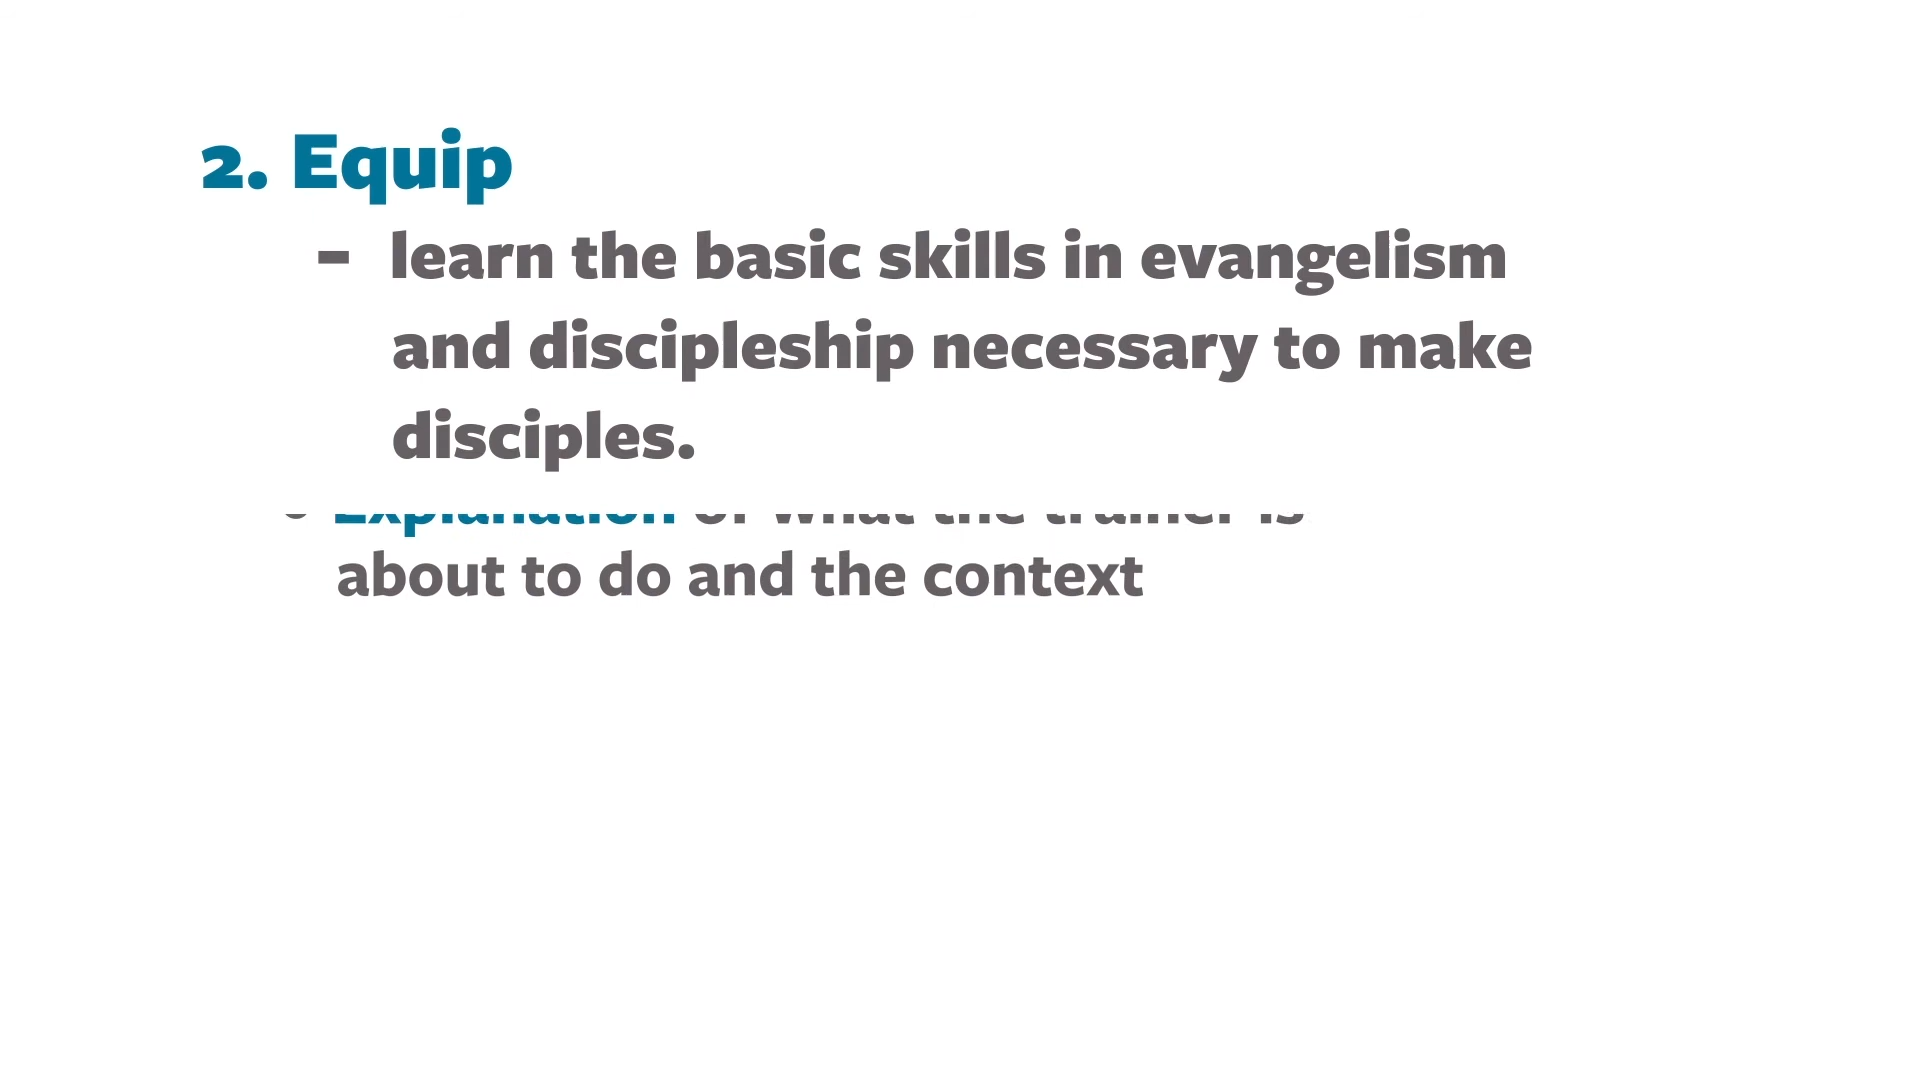 2. Equip
- learn the basic skills in evangelism
and discipleship necessary to make
disciples.
• Explanation of what the trainer is
about to do and the context